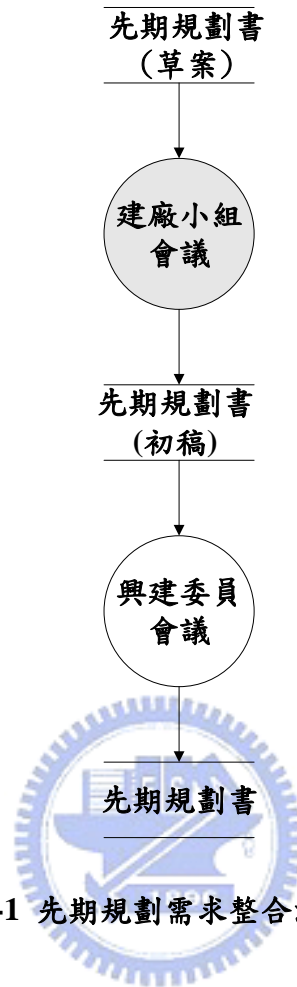 先期規劃書
（草案）
建廠小組
會議
先期規劃書
(初稿)
興建委員
會議
先期規劃書
-1 先期規劃需求整合